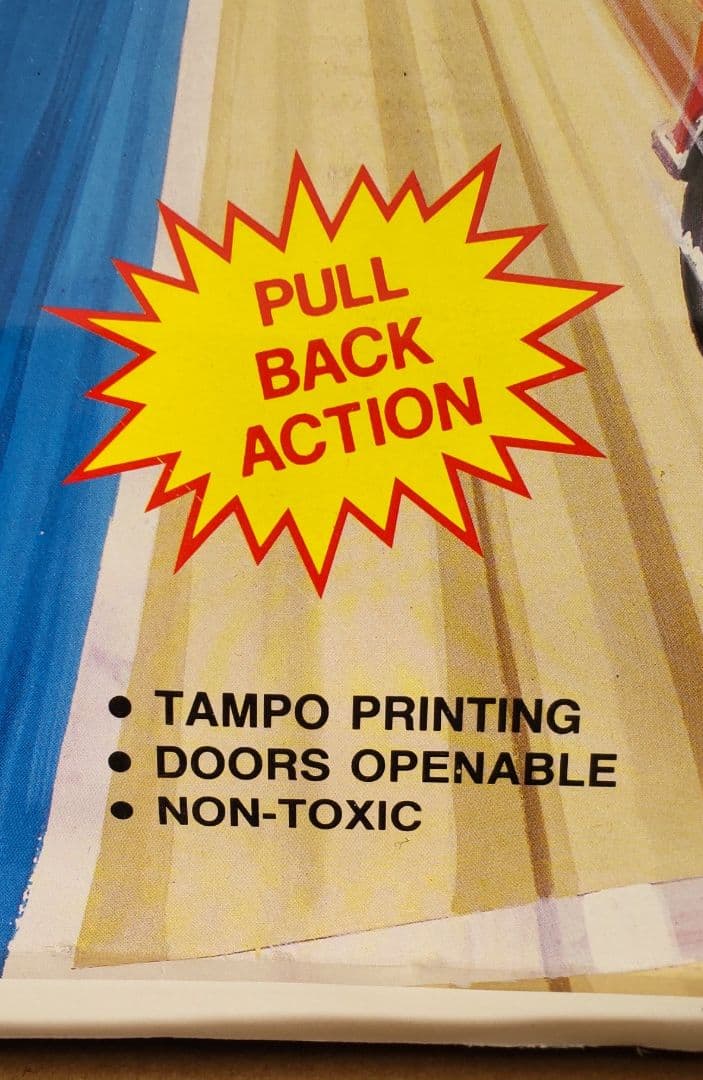 PULL
BACK
ACTION
• TAMPO PRINTING
• DOORS OPENABLE
• NON-TOXIC